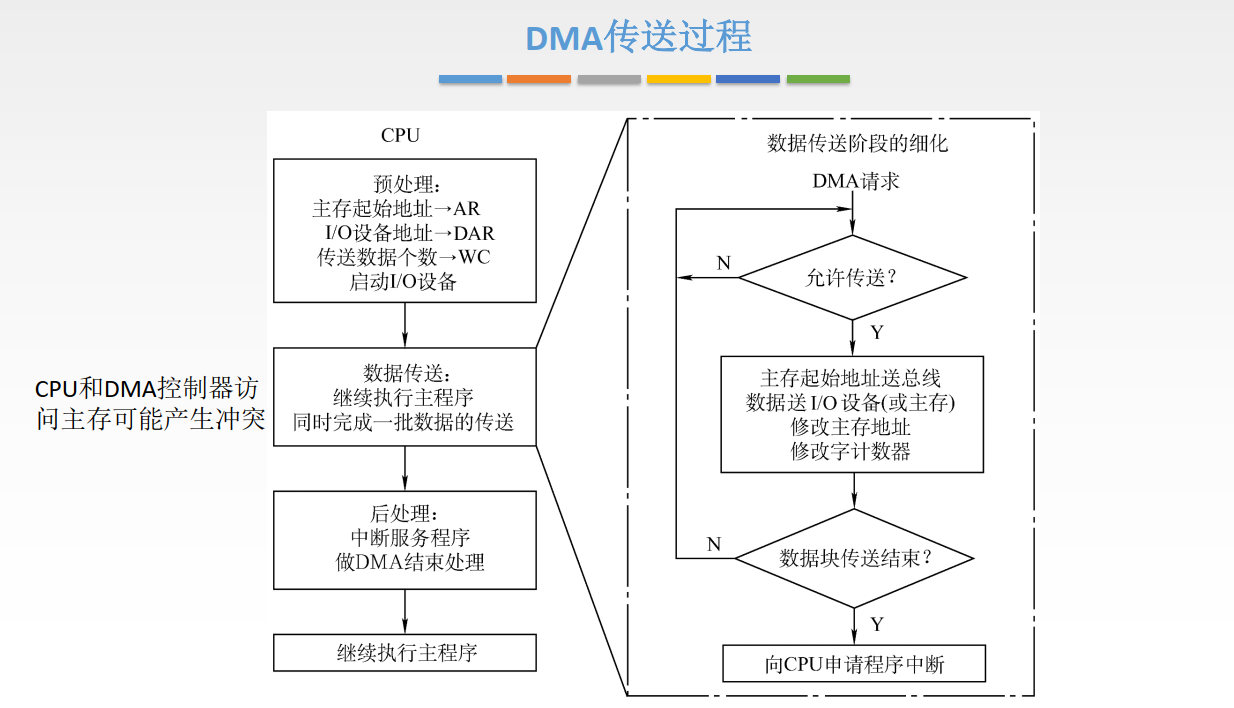 DMA传送过程
CPU
预处理：
主存起始地址→AR
I/O设备地址→DAR
传送数据个数→WC
启动I/O设备
数据传送：
继续执行主程序
同时完成一批数据的传送
CPU和DMA控制器访
问主存可能产生冲突
后处理：
中断服务程序
做DMA结束处理
继续执行主程序
数据传送阶段的细化
DMA请求
允许传送？
N
Y
主存起始地址送总线
数据送 I/O 设备(或主存)
修改主存地址
修改字计数器
数据块传送结束？
N
Y
向CPU申请程序中断